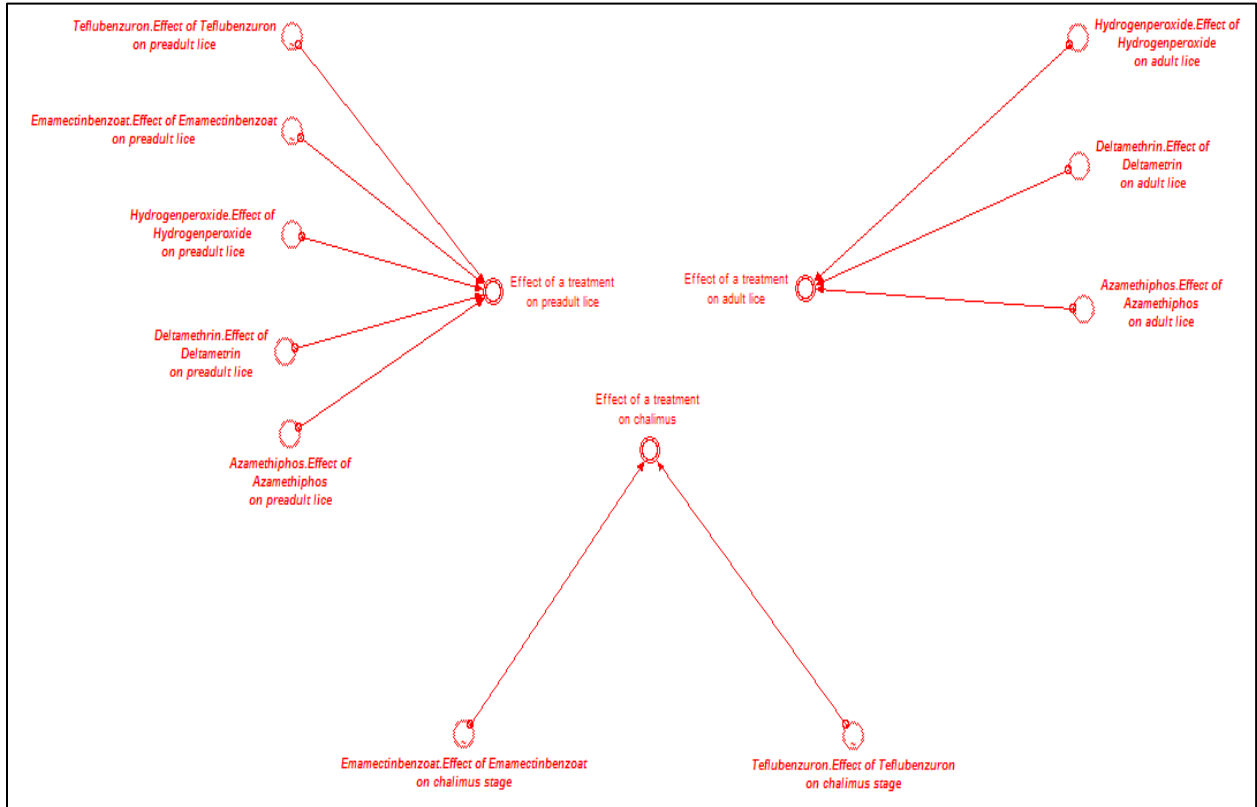 Teflubenzuron.Effect of Teflubenzuron
on preadult lice
Emamectinbenzoat.Effect of Emamectinbenzoat
on preadult lice
Hydrogenperoxide.Effect of
Hydrogenperoxide
on preadult lice
Deltamethrin.Effect of
Deltametrin
on preadult lice
Azamethiphos.Effect of
Azamethiphos
on preadult lice
Effect of a treatment
on preadult lice
Effect of a treatment
on adult lice
Hydrogenperoxide.Effect of
Hydrogenperoxide
on adult lice
Deltamethrin.Effect of
Deltametrin
on adult lice
Azamethiphos.Effect of
Azamethiphos
on adult lice
Effect of a treatment
on chalimus
Emamectinbenzoat.Effect of Emamectinbenzoat
on chalimus stage
Teflubenzuron.Effect of Teflubenzuron
on chalimus stage